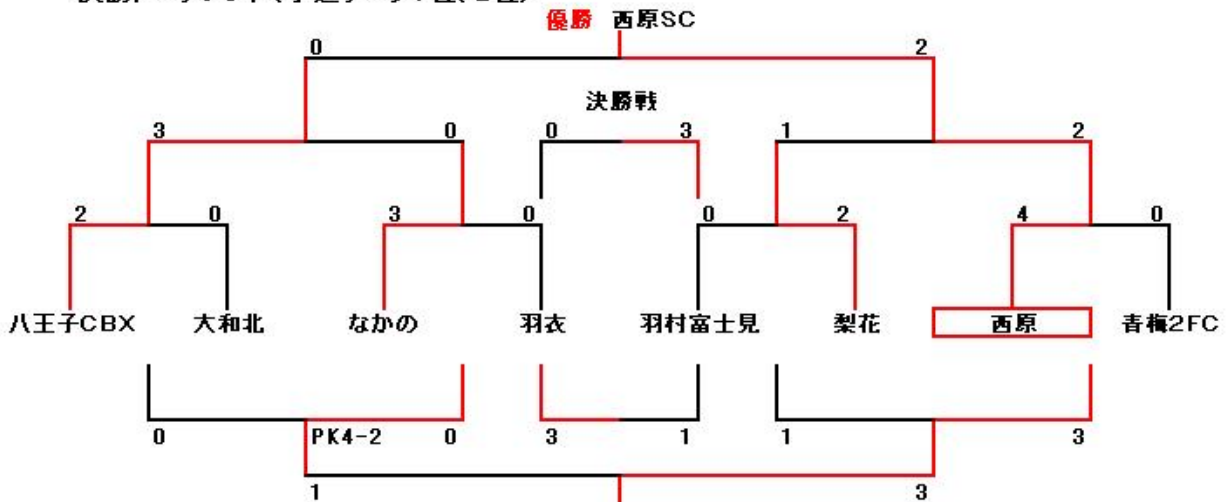 優勝 西原SC
0 2
決勝戦
3 0 0 3 1 2
2 0 3 0 0 2 4 0
八王子CBX 大和北 なかの 羽衣 羽村富士見 梨花 西原 青梅2FC
0 PK4-2 0 3 1 1 3
1 3